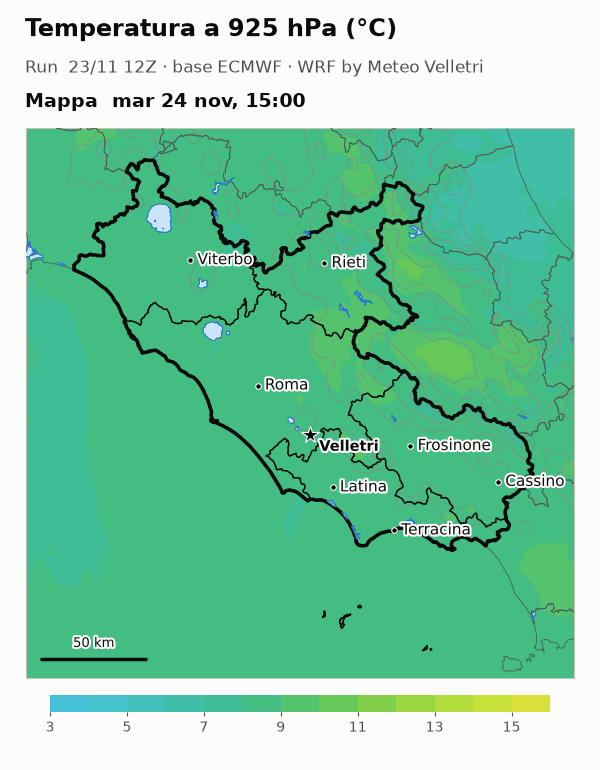 Temperatura a 925 hPa (°C)
Run  23/11 12Z · base ECMWF · WRF by Meteo Velletri
Mappa  mar 24 nov, 15:00
Viterbo
Rieti
Roma
Velletri
Frosinone
Cassino
Latina
Terracina
50 km
3 5 7 9 11 13 15